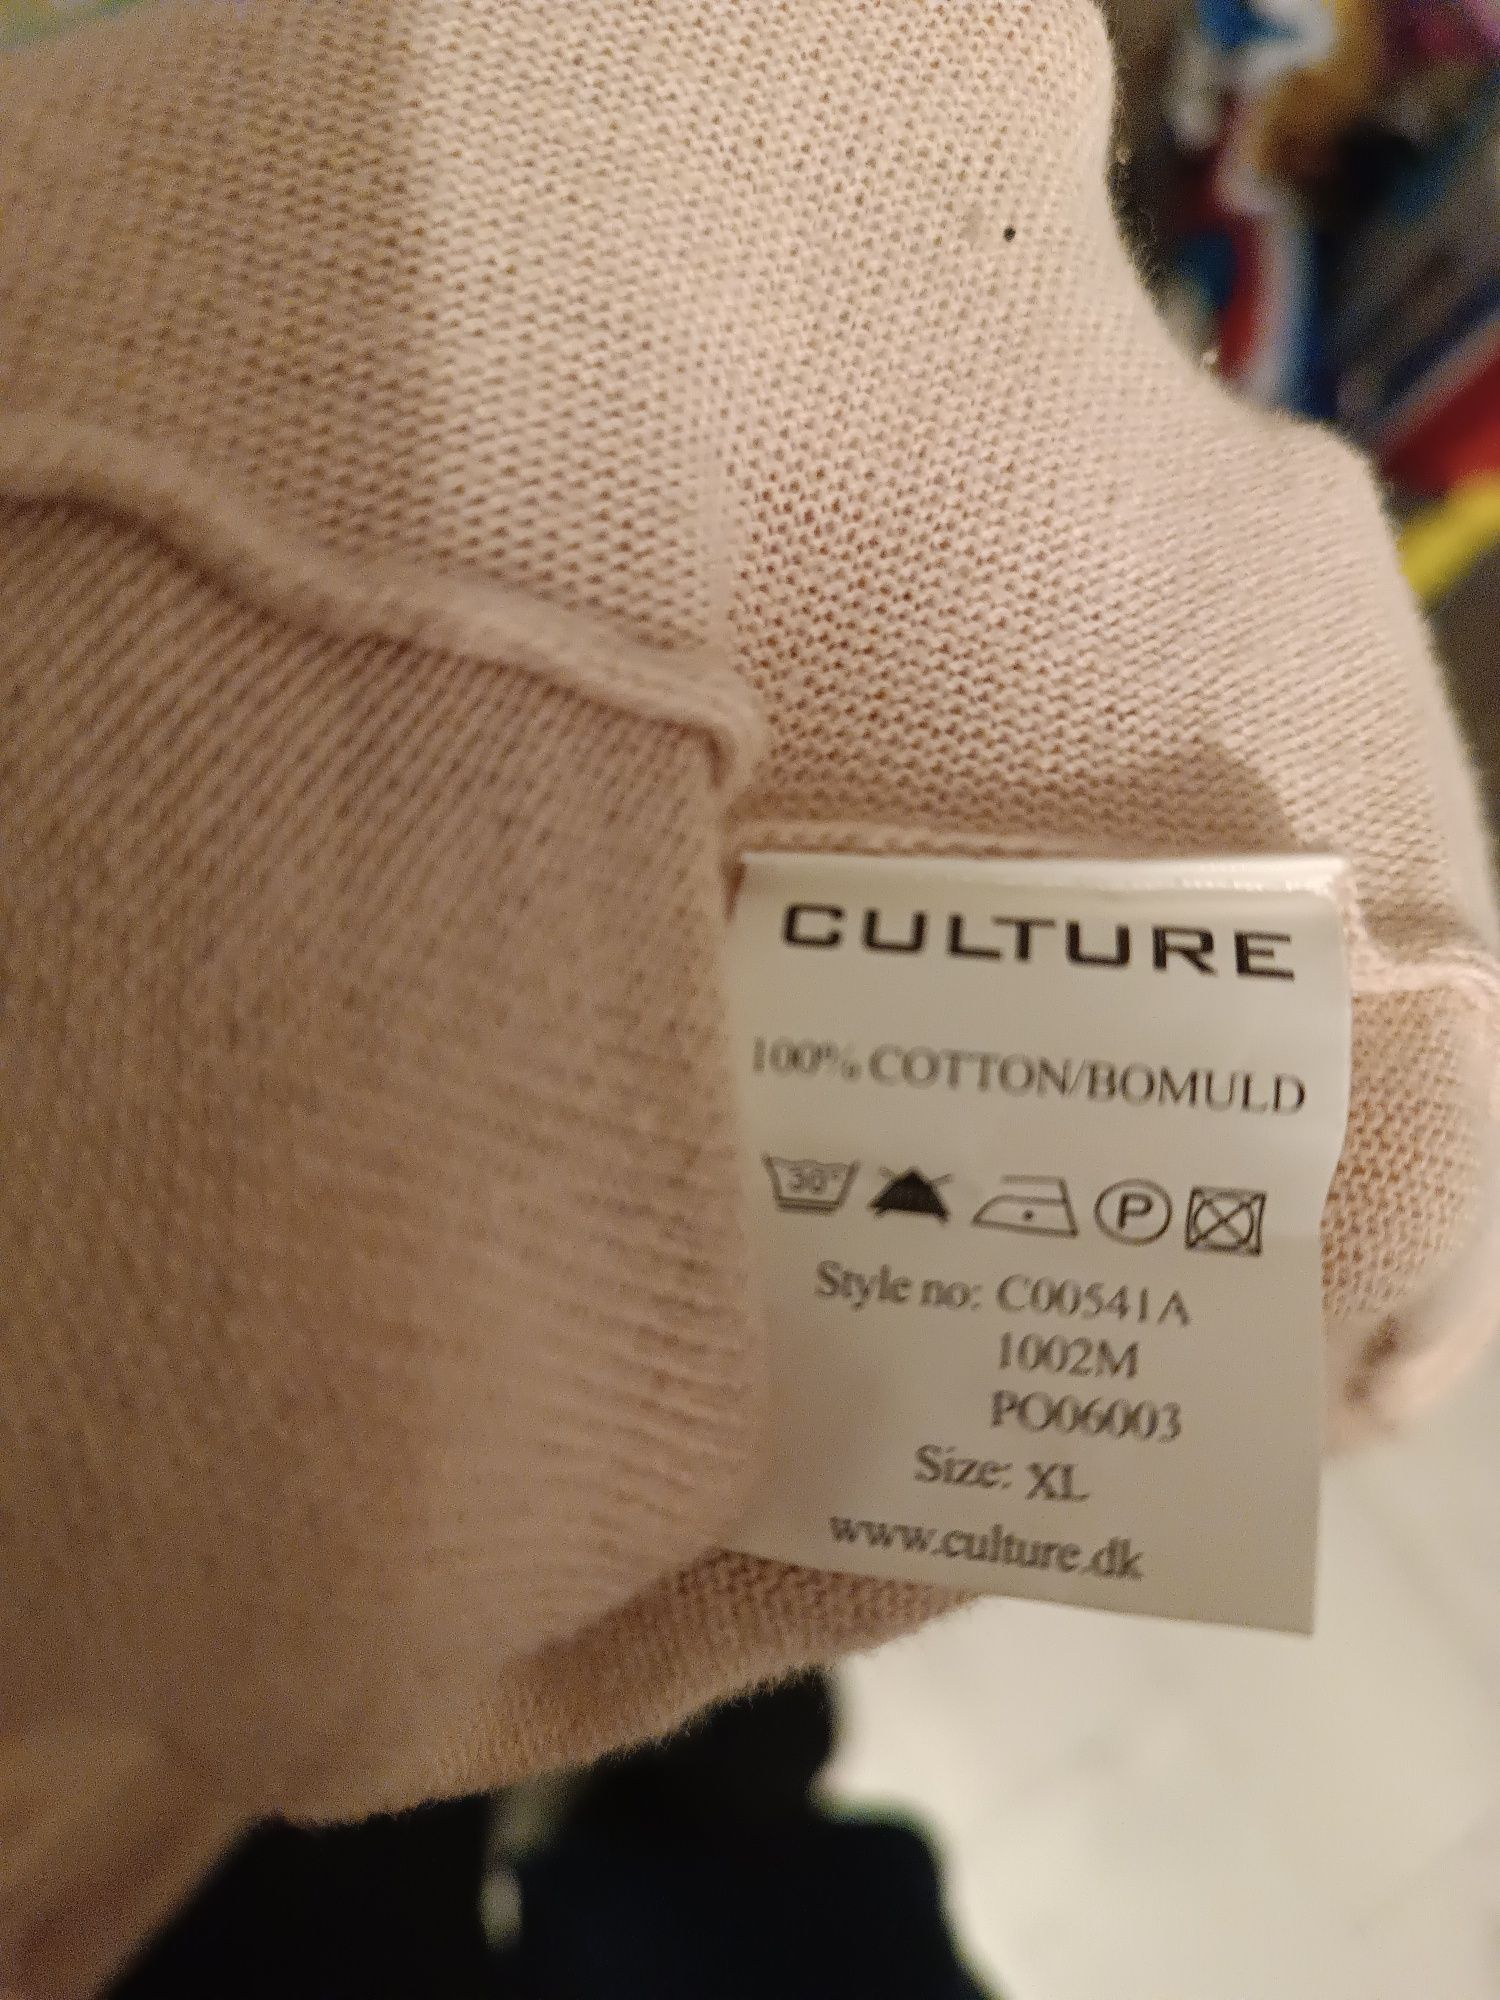 CULTURE
100% COTTON/BOMULD
30°
P
Style no: C00541A
1002M
PO06003
Size: XL
www.culture.dk